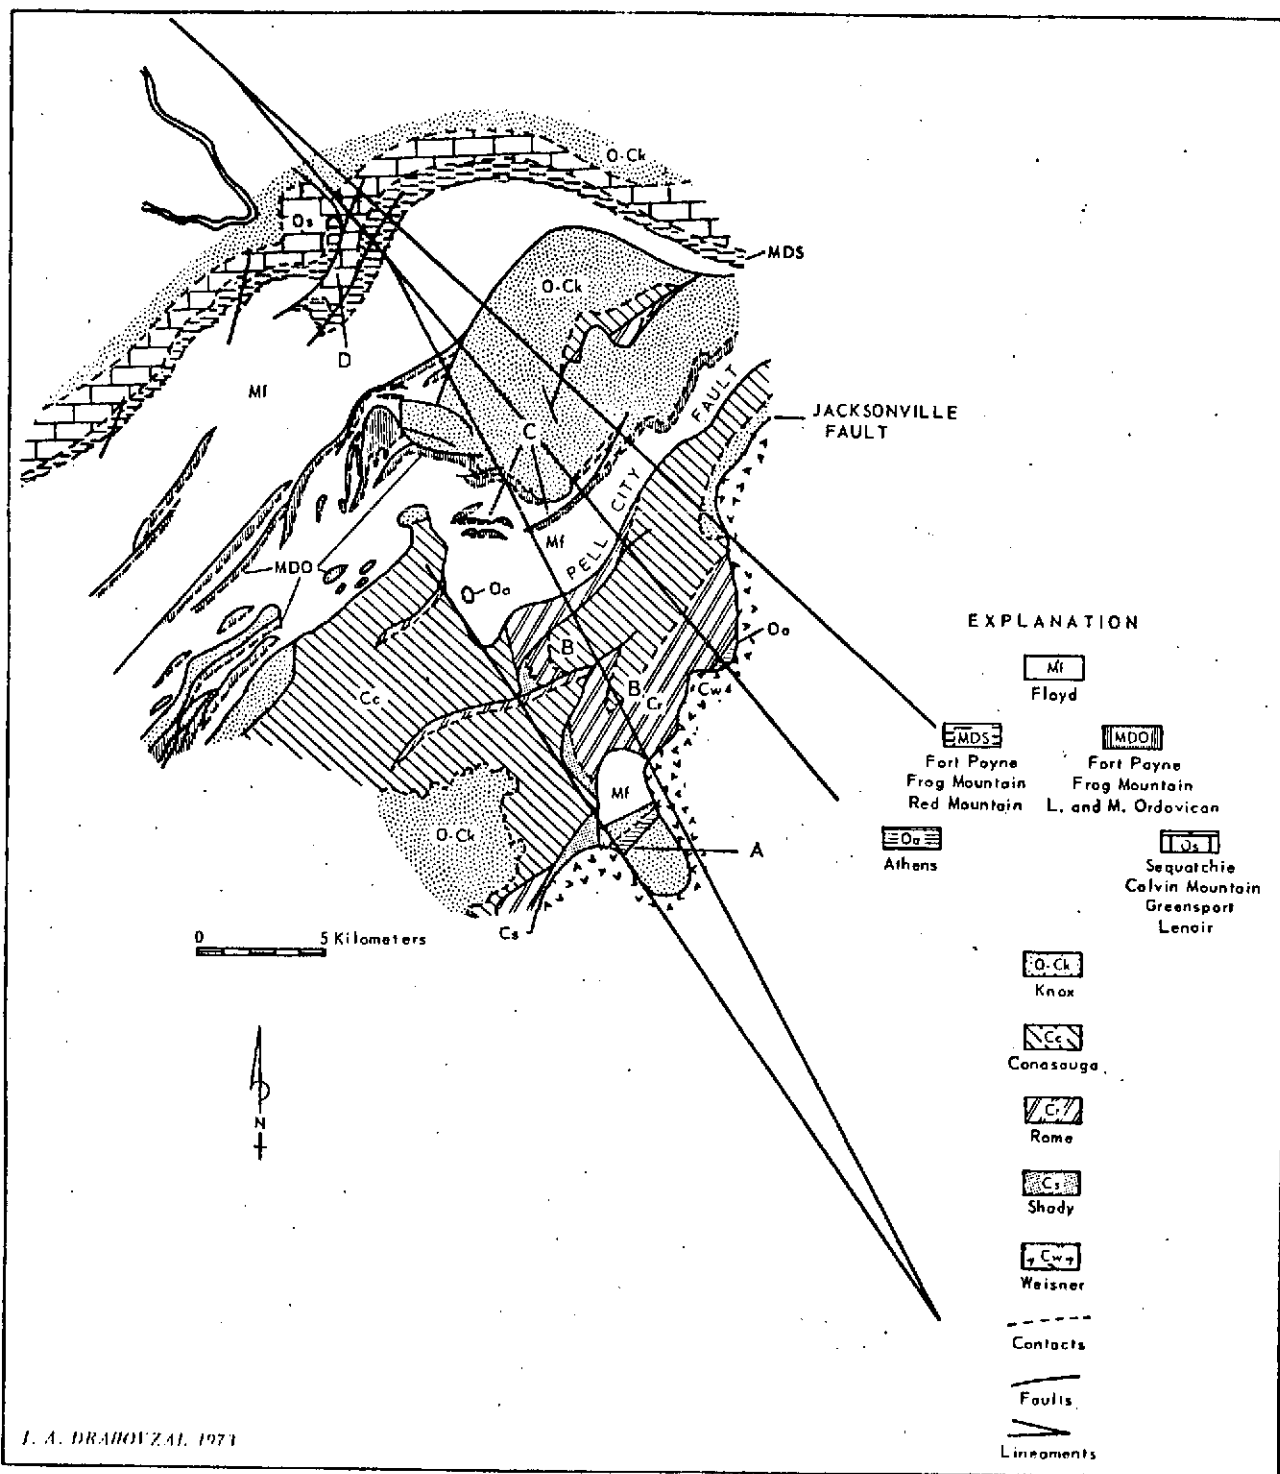 O-Ck
Os
MDS
O-Ck
D
Mf
FAULT
JACKSONVILLE
FAULT
C
CITY
PELL
Mf
MDO
Oa
Oa
B
B
Cc
Cr
Cw
Mf
O-Ck
A
Cs
0 5 Kilometers
N
EXPLANATION
Mf
Floyd
MDS
Fort Payne
Frog Mountain
Red Mountain
MDO
Fort Payne
Frog Mountain
L. and M. Ordovican
Oa
Athens
Os
Sequatchie
Colvin Mountain
Greensport
Lenoir
O-Ck
Knox
Cc
Conasauga
Cr
Rome
Cs
Shady
Cw
Weisner
Contacts
Faults
Lineaments
J. A. DRAHOVZAL 1973